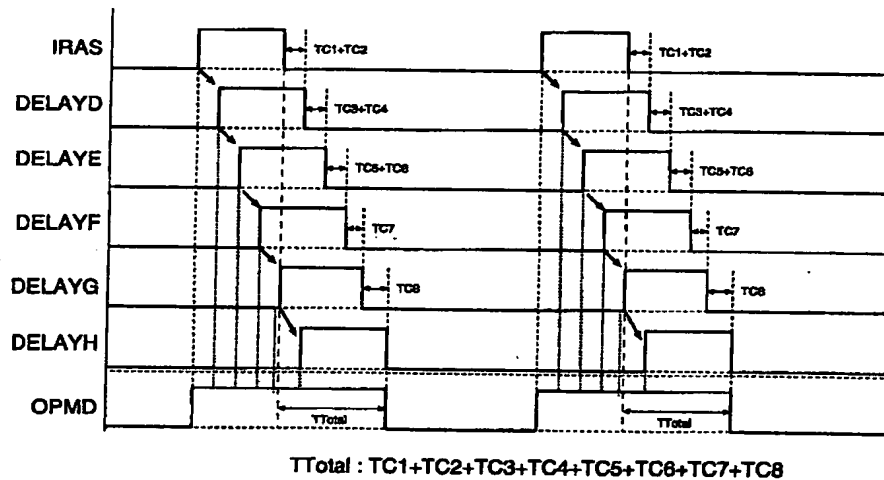 IRAS TC1+TC2 TC1+TC2
DELAYD TC3+TC4 TC3+TC4
DELAYE TC5+TC6 TC5+TC6
DELAYF TC7 TC7
DELAYG TC8 TC8
DELAYH
OPMD TTotal TTotal
TTotal : TC1+TC2+TC3+TC4+TC5+TC6+TC7+TC8